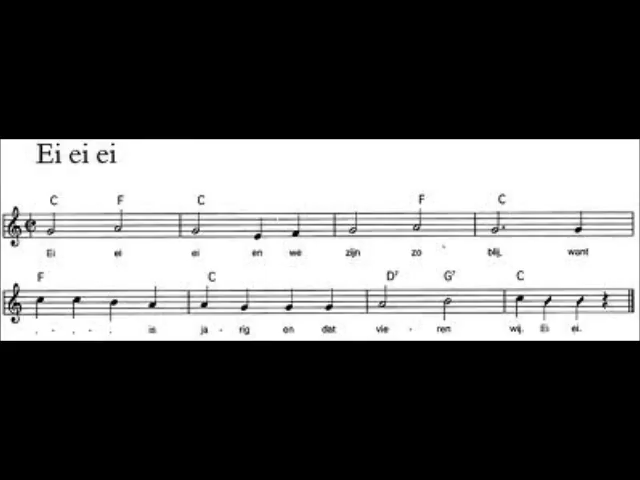 Ei ei ei
C F C F C
Ei ei ei en we zijn zo blij, want
F C D7 G7 C
. . . . is ja - rig en dat vie - ren wij. Ei ei.